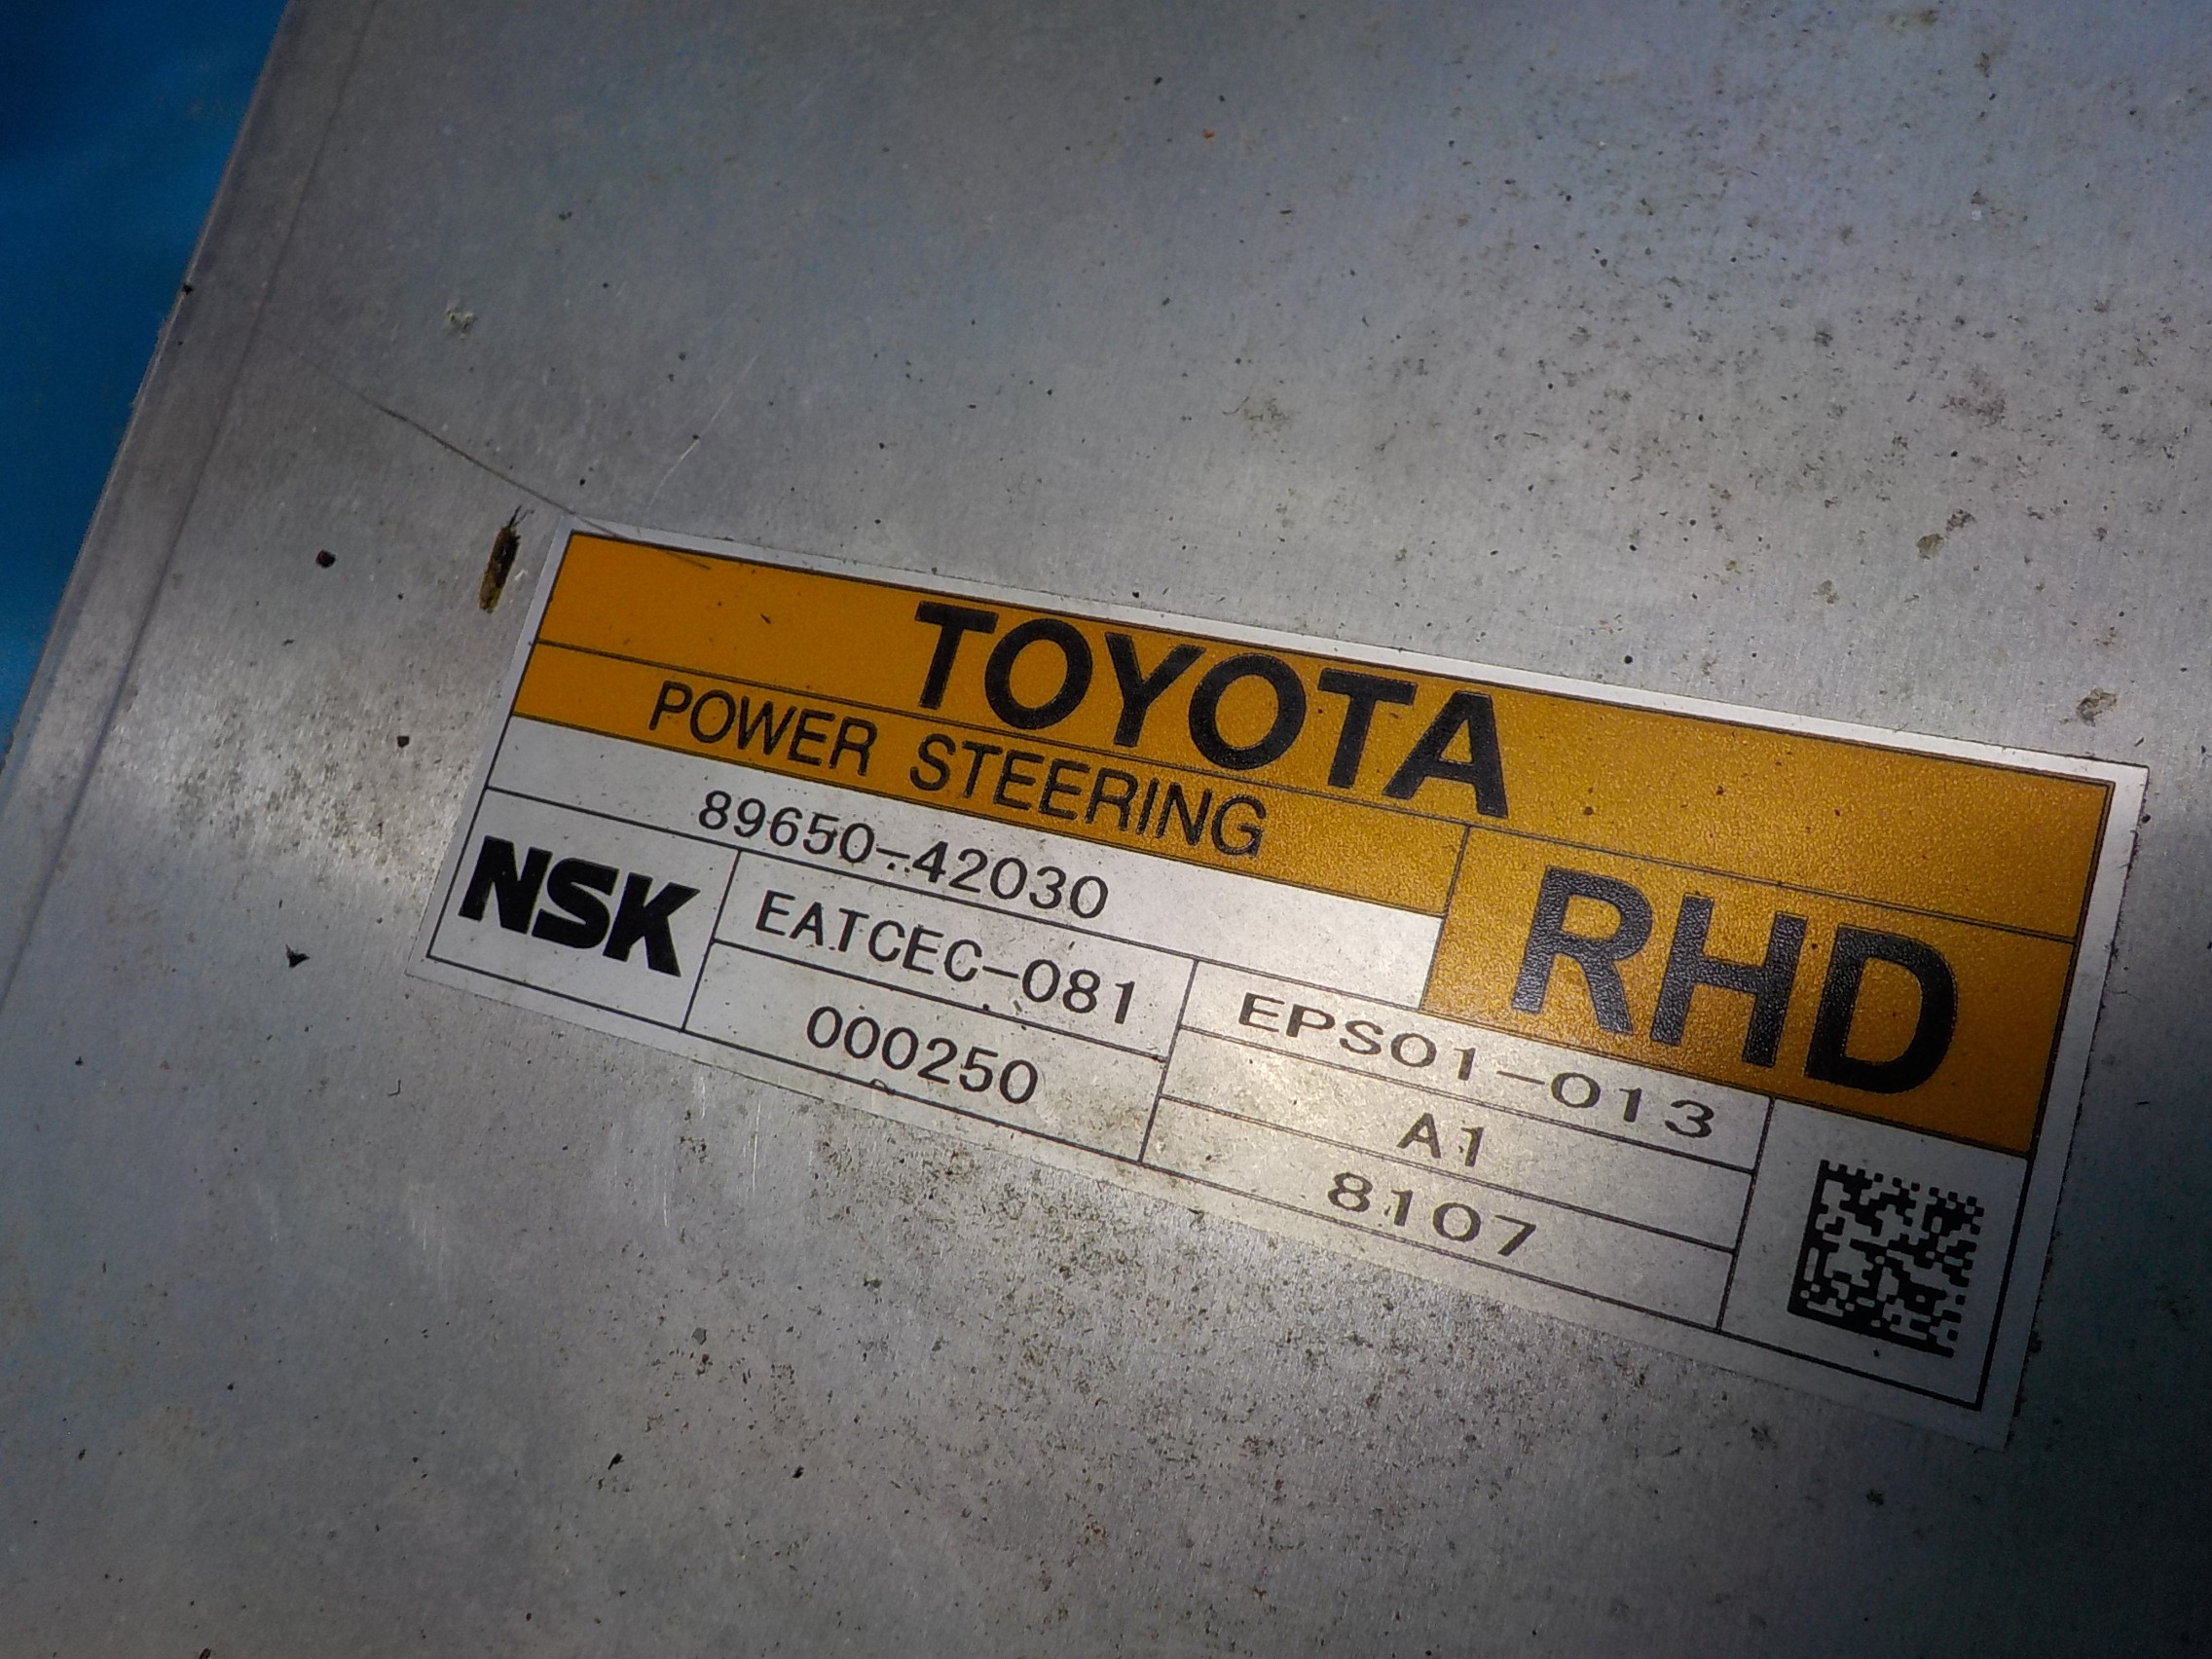 TOYOTA
POWER STEERING
RHD
89650-42030
NSK
EATCEC-081
EPS01-013
000250
A1
8107